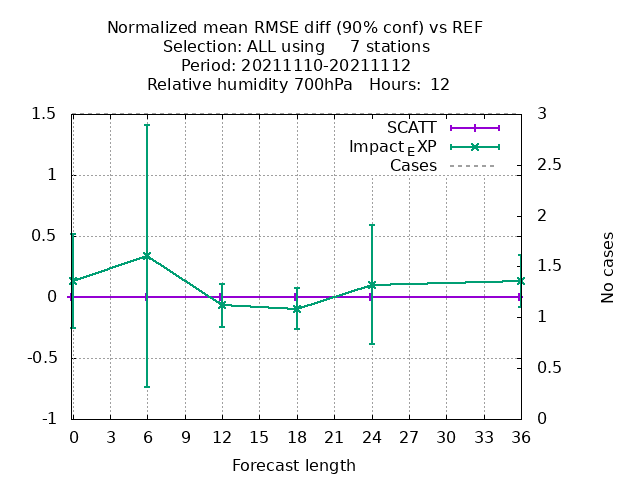 Normalized mean RMSE diff (90% conf) vs REF
Selection: ALL using     7 stations
Period: 20211110-20211112
Relative humidity 700hPa   Hours:  12
SCATT
Impact_EXP
Cases
1.5
1
0.5
0
-0.5
-1
3
2.5
2
1.5
1
0.5
0
No cases
0 3 6 9 12 15 18 21 24 27 30 33 36
Forecast length